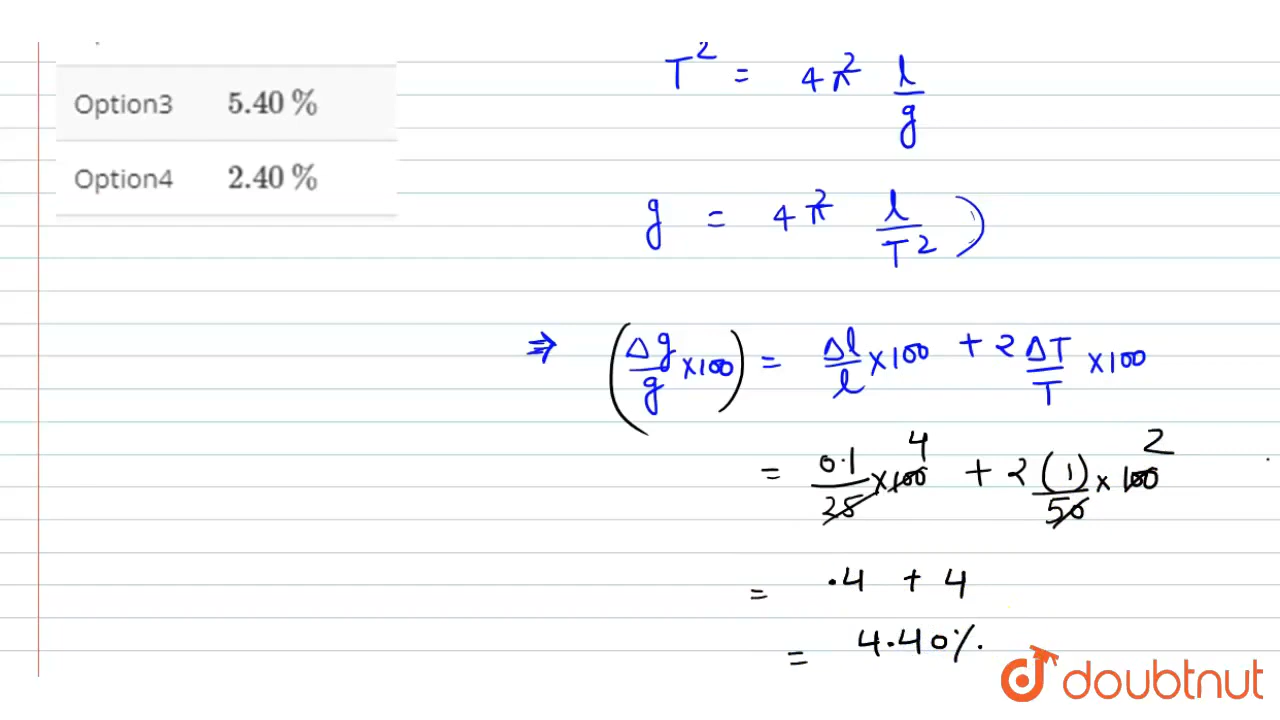 Option3 5.40 %
Option4 2.40 %
T² = 4π² l/g
g = 4π² l/T² )
⇒ (Δg/g ×100) = Δl/l ×100 + 2 ΔT/T ×100
= 0.1/25 ×100 4 + 2 (1)/50 × 100 2
= .4 + 4
= 4.40%.
doubtnut